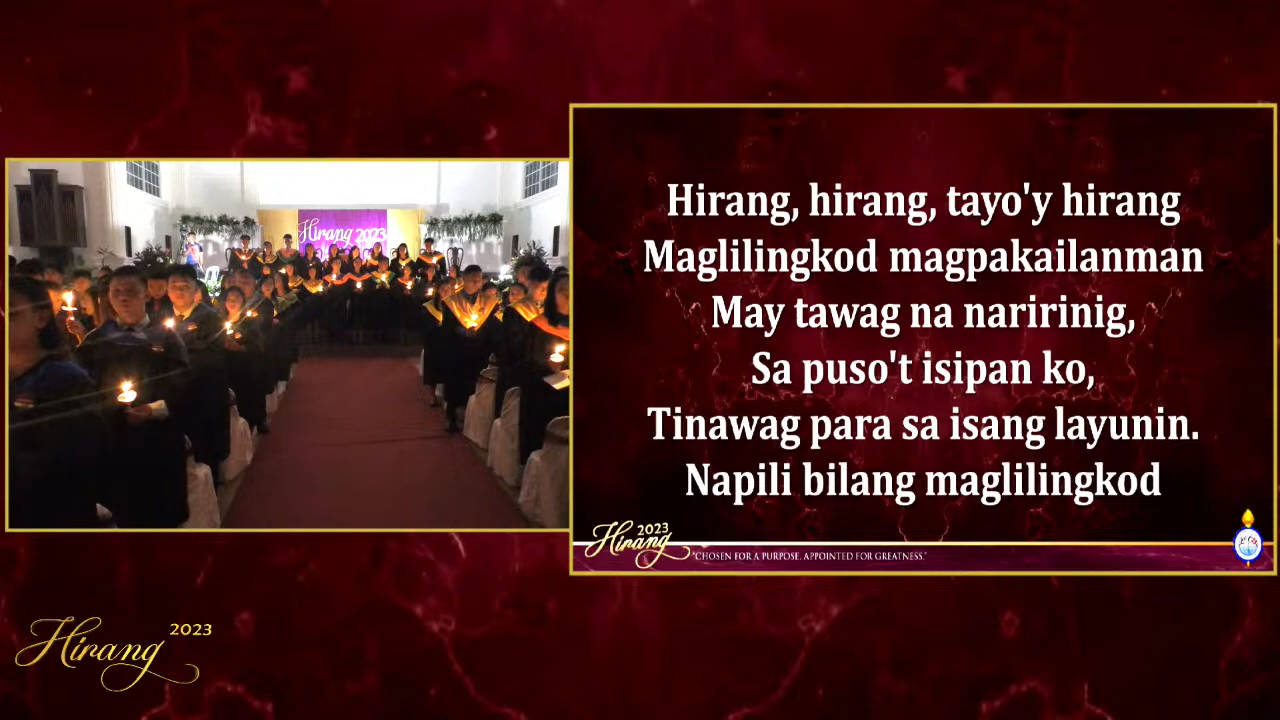 Hirang 2023
Hirang, hirang, tayo'y hirang
Maglilingkod magpakailanman
May tawag na naririnig,
Sa puso't isipan ko,
Tinawag para sa isang layunin.
Napili bilang maglilingkod
Hirang 2023
"CHOSEN FOR A PURPOSE. APPOINTED FOR GREATNESS."
Hirang 2023